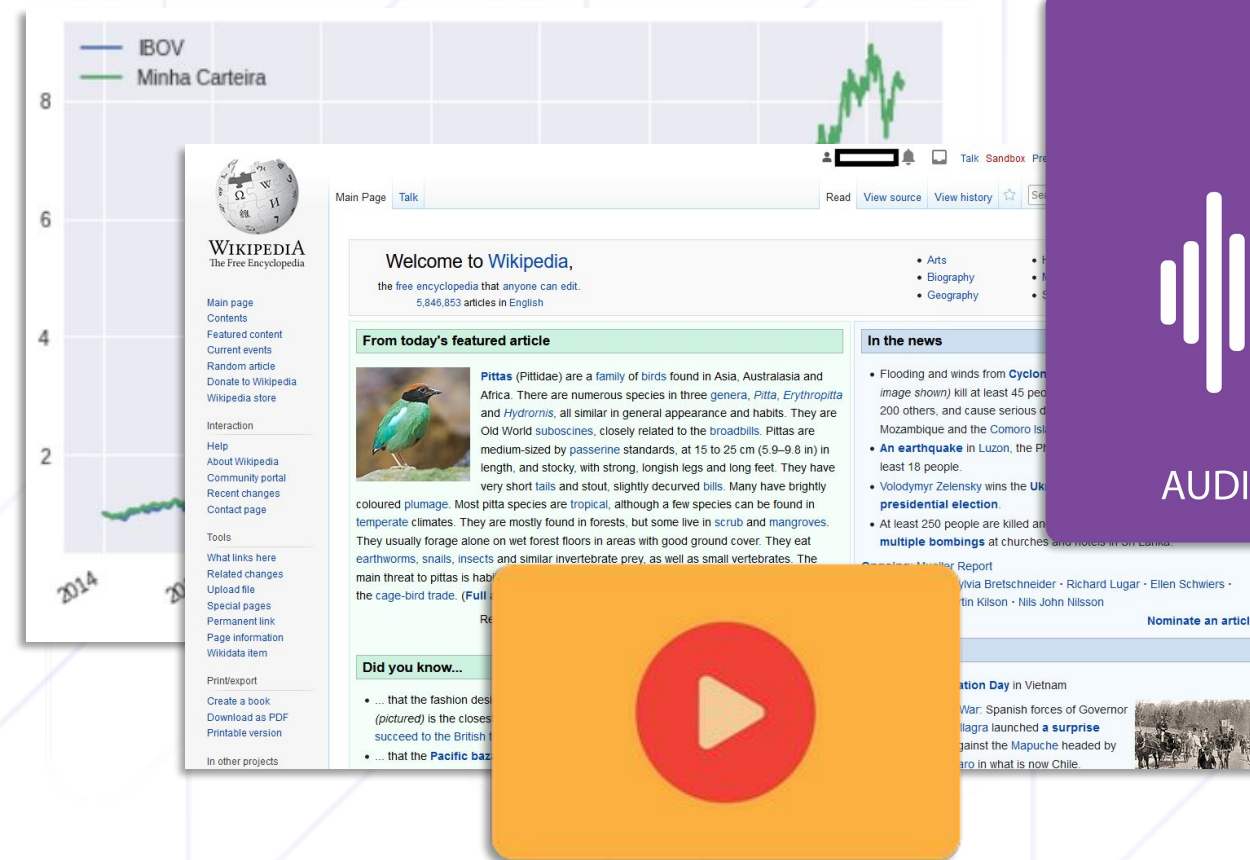 IBOV
Minha Carteira
8
6
4
2
2014
WIKIPEDIA
The Free Encyclopedia
Main page
Contents
Featured content
Current events
Random article
Donate to Wikipedia
Wikipedia store
Interaction
Help
About Wikipedia
Community portal
Recent changes
Contact page
Tools
What links here
Related changes
Upload file
Special pages
Permanent link
Page information
Wikidata item
Print/export
Create a book
Download as PDF
Printable version
In other projects
Talk Sandbox
Main Page Talk
Read View source View history
Welcome to Wikipedia,
the free encyclopedia that anyone can edit.
5,846,853 articles in English
• Arts
• Biography
• Geography
From today's featured article
Pittas (Pittidae) are a family of birds found in Asia, Australasia and
Africa. There are numerous species in three genera, Pitta, Erythropitta
and Hydrornis, all similar in general appearance and habits. They are
Old World suboscines, closely related to the broadbills. Pittas are
medium-sized by passerine standards, at 15 to 25 cm (5.9–9.8 in) in
length, and stocky, with strong, longish legs and long feet. They have
very short tails and stout, slightly decurved bills. Many have brightly
coloured plumage. Most pitta species are tropical, although a few species can be found in
temperate climates. They are mostly found in forests, but some live in scrub and mangroves.
They usually forage alone on wet forest floors in areas with good ground cover. They eat
earthworms, snails, insects and similar invertebrate prey, as well as small vertebrates. The
main threat to pittas is
the cage-bird trade. (Full
Did you know...
• ... that the fashion
(pictured) is the
succeed to the British
• ... that the Pacific
In the news
• Flooding and winds from
image shown) kill at least 45
200 others, and cause serious
Mozambique and the Comoro
• An earthquake in Luzon, the
least 18 people.
• Volodymyr Zelensky wins the
presidential election.
• At least 250 people are killed
multiple bombings at churches and hotels in Sri Lanka.
Report
Bretschneider • Richard Lugar • Ellen Schwiers •
Kilson • Nils John Nilsson
Nominate an
Day in Vietnam
War: Spanish forces of Governor
launched a surprise
the Mapuche headed by
in what is now Chile.
AUDI